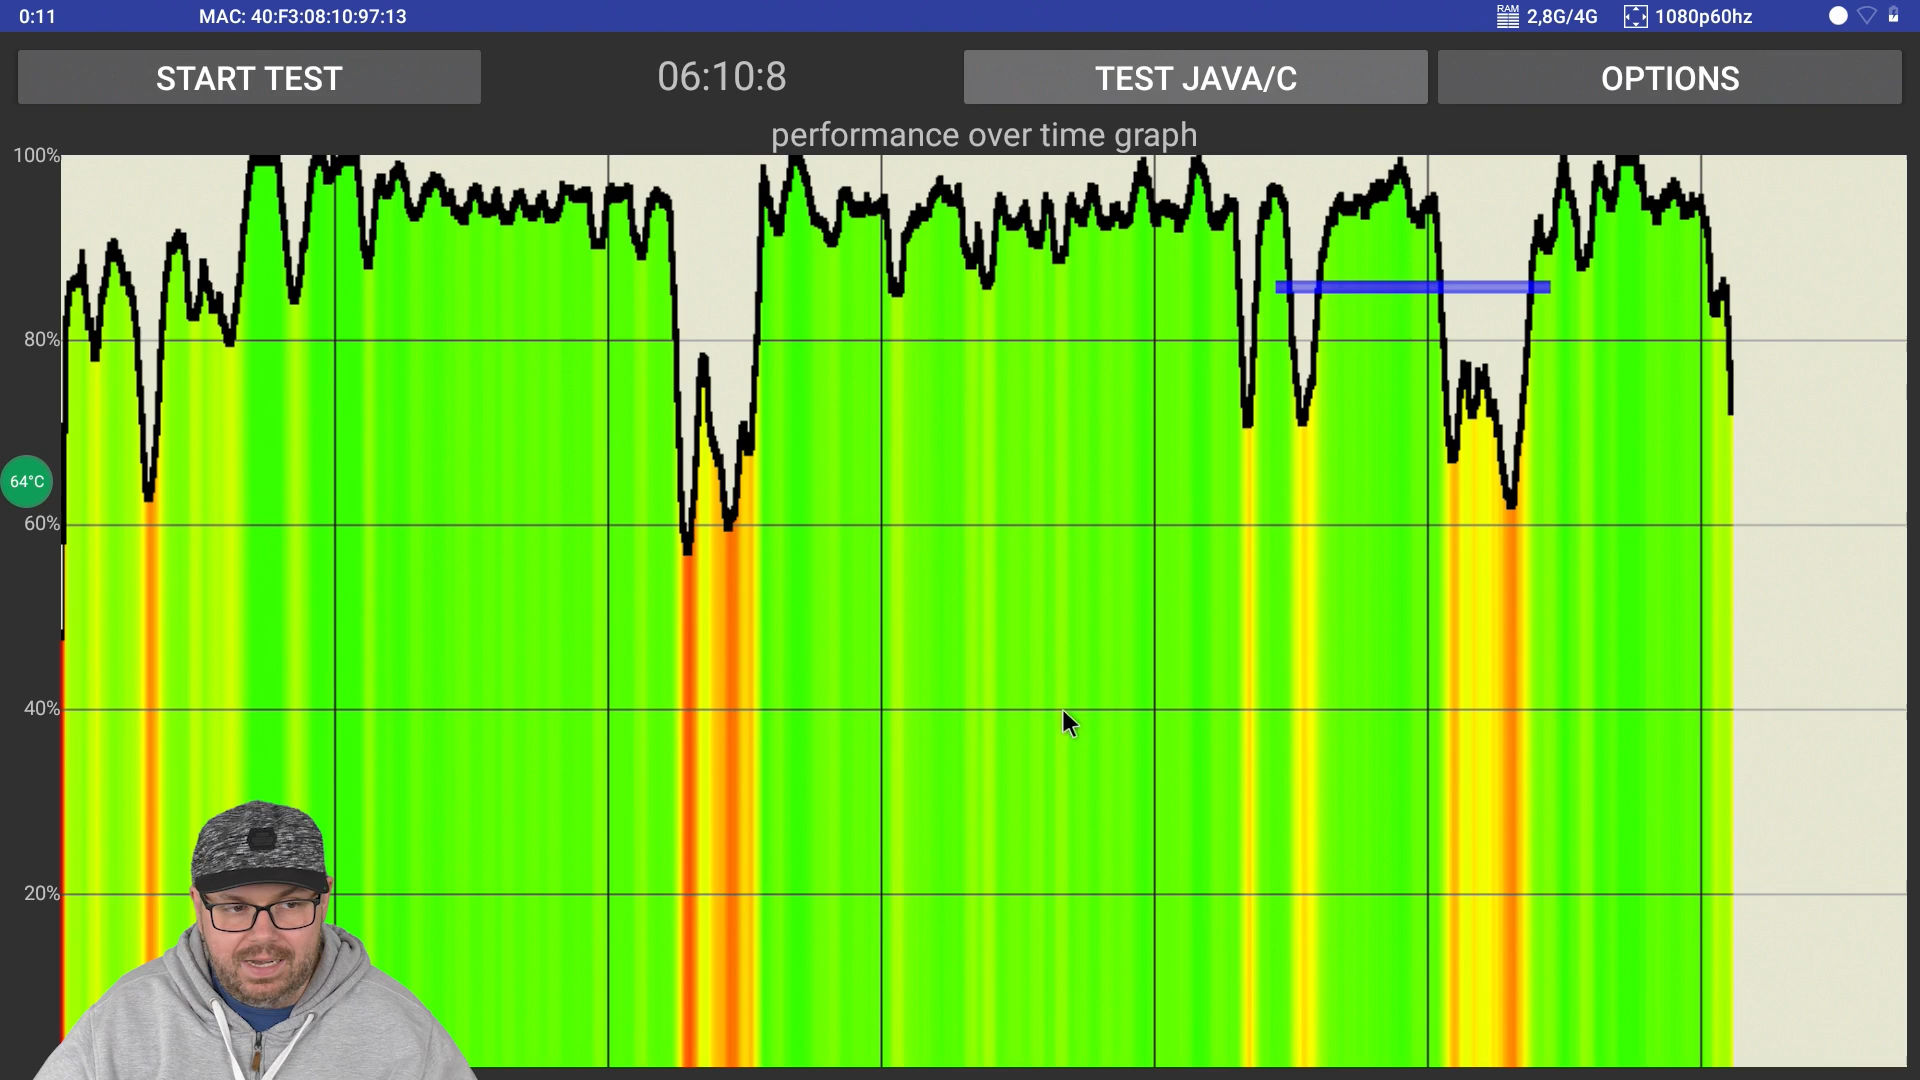 0:11 MAC: 40:F3:08:10:97:13 RAM 2,8G/4G 1080p60hz
START TEST 06:10:8 TEST JAVA/C OPTIONS
performance over time graph
100%
80%
64°C
60%
40%
20%